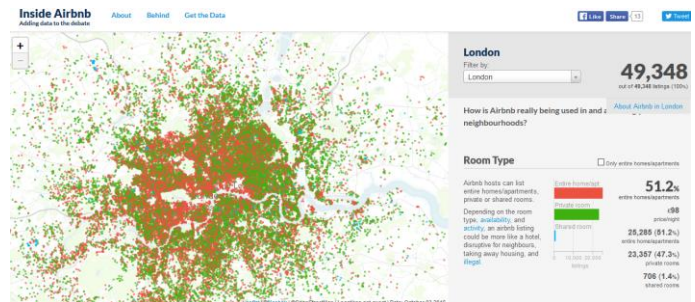 Inside Airbnb
Adding data to the debate
About
Behind
Get the Data
Like
Share
13
Tweet
+
−
London
Filter by:
London
49,348
out of 49,348 listings (100%)
About Airbnb in London
How is Airbnb really being used in and a
neighbourhoods?
Room Type
Only entire homes/apartments
Airbnb hosts can list
entire homes/apartments,
private or shared rooms.
Depending on the room
type, availability, and
activity, an airbnb listing
could be more like a hotel,
disruptive for neighbours,
taking away housing, and
illegal.
Entire home/apt
Private room
Shared room
0 10,000 20,000
listings
51.2%
entire homes/apartments
£98
price/night
25,285 (51.2%)
entire homes/apartments
23,357 (47.3%)
private rooms
706 (1.4%)
shared rooms